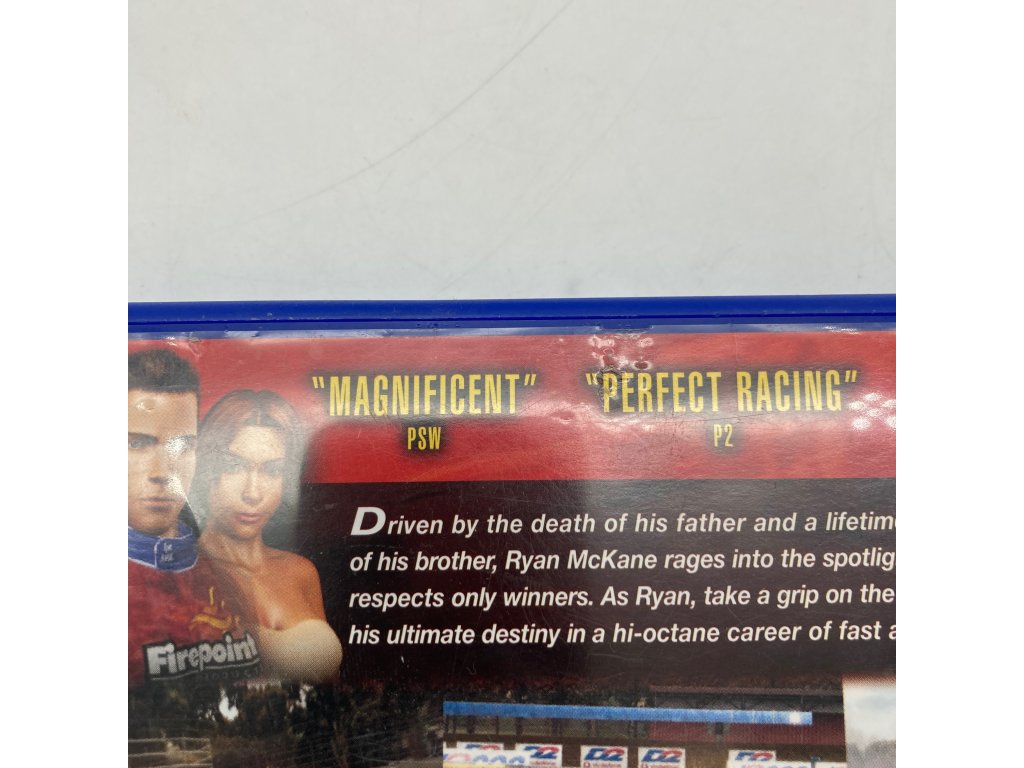 "MAGNIFICENT"
PSW
"PERFECT RACING"
P2
Driven by the death of his father and a
of his brother, Ryan McKane rages into the
respects only winners. As Ryan, take a grip on the
his ultimate destiny in a hi-octane career of fast
Firepoint